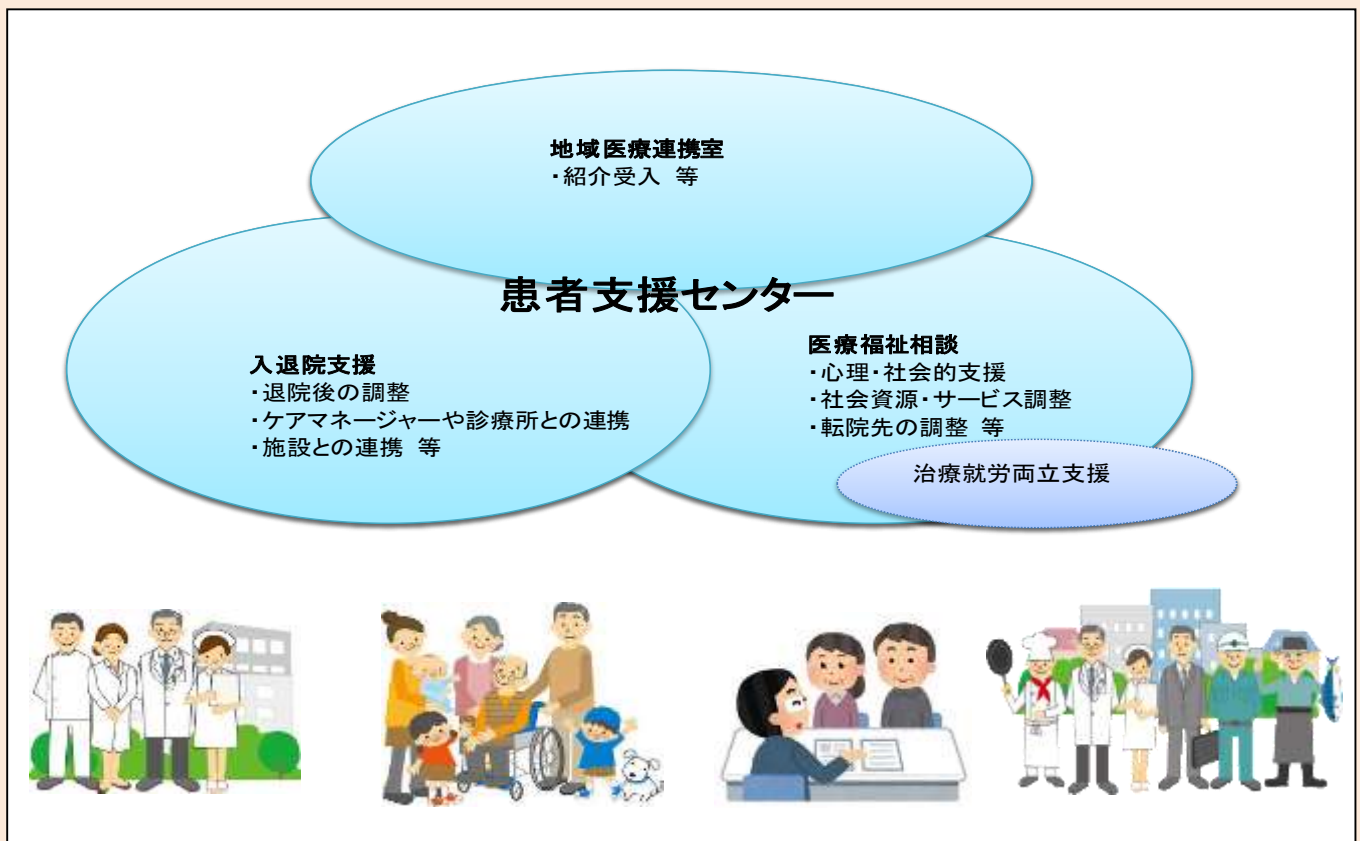 地域医療連携室
・紹介受入 等
患者支援センター
入退院支援
・退院後の調整
・ケアマネージャーや診療所との連携
・施設との連携 等
医療福祉相談
・心理・社会的支援
・社会資源・サービス調整
・転院先の調整 等
治療就労両立支援